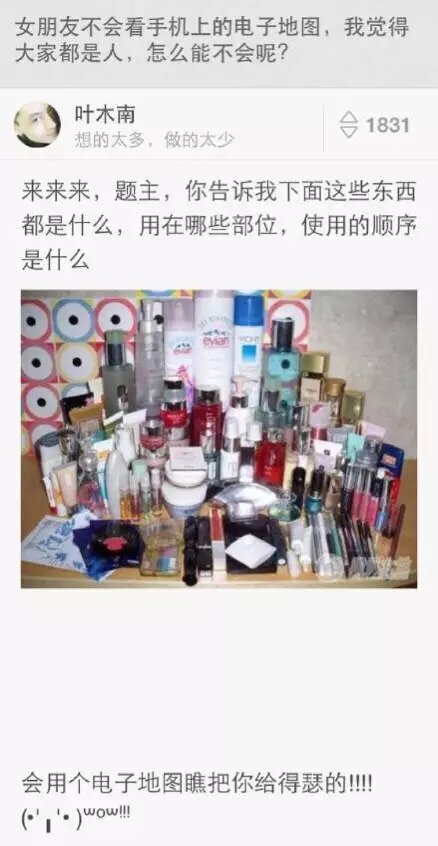 女朋友不会看手机上的电子地图，我觉得
大家都是人，怎么能不会呢？
叶木南
1831
想的太多，做的太少
来来来，题主，你告诉我下面这些东西
都是什么，用在哪些部位，使用的顺序
是什么
evian
evian
VICHY
会用个电子地图瞧把你给得瑟的!!!!
(•'╻'• )ʷᵒʷ!!!